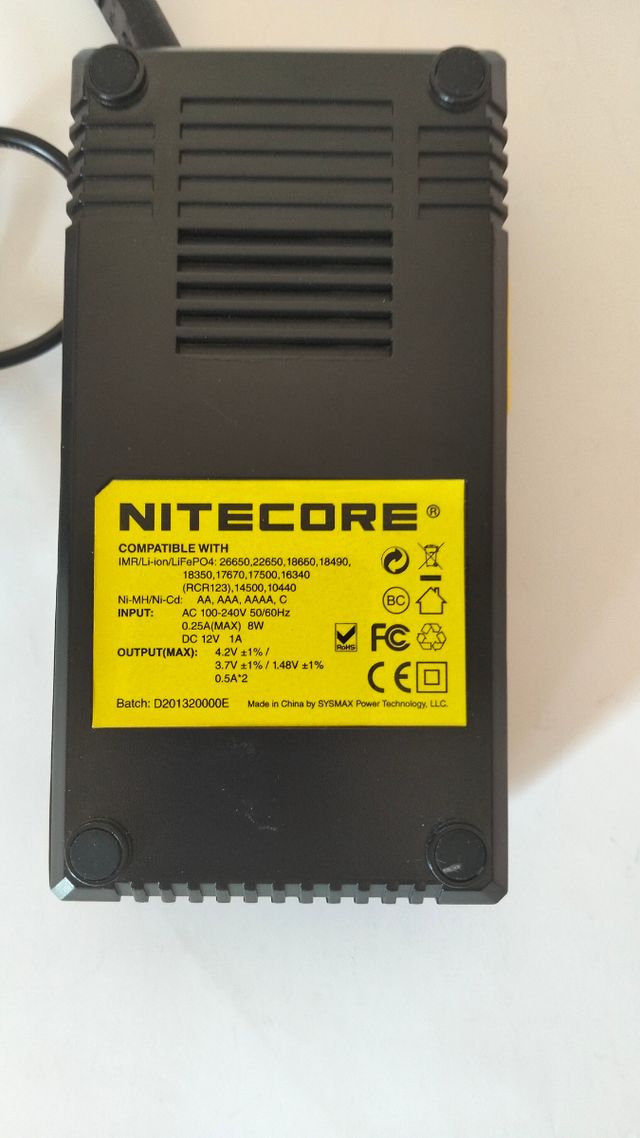 NITECORE®
COMPATIBLE WITH
IMR/Li-ion/LiFePO4: 26650,22650,18650,18490,
18350,17670,17500,16340
(RCR123),14500,10440
Ni-MH/Ni-Cd: AA, AAA, AAAA, C
INPUT: AC 100-240V 50/60Hz
0.25A(MAX) 8W
DC 12V 1A
OUTPUT(MAX): 4.2V ±1% /
3.7V ±1% / 1.48V ±1%
0.5A*2
BC
RoHS
FC
CE
Batch: D201320000E Made in China by SYSMAX Power Technology, LLC.